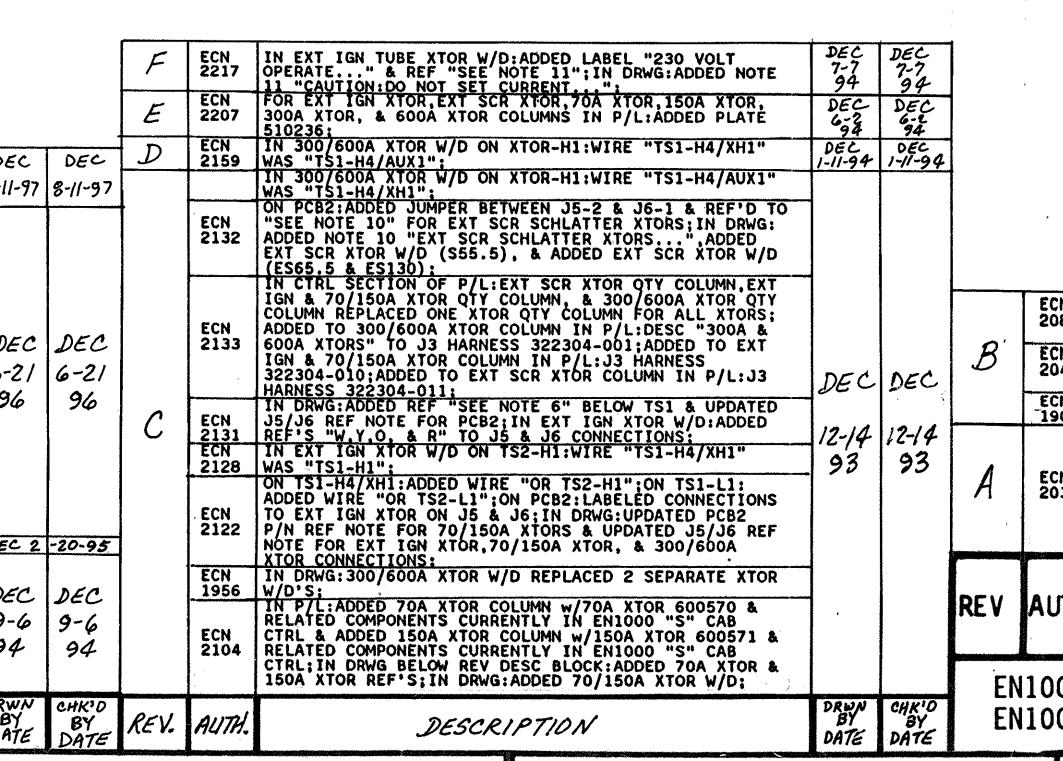 F
ECN
2217
IN EXT IGN TUBE XTOR W/D:ADDED LABEL "230 VOLT
OPERATE..." & REF "SEE NOTE 11";IN DRWG:ADDED NOTE
11 "CAUTION:DO NOT SET CURRENT...";
DEC
7-7
94
DEC
7-7
94
E
ECN
2207
FOR EXT IGN XTOR,EXT SCR XTOR,70A XTOR,150A XTOR,
300A XTOR, & 600A XTOR COLUMNS IN P/L:ADDED PLATE
510236;
DEC
6-2
94
DEC
6-2
94
D
ECN
2159
IN 300/600A XTOR W/D ON XTOR-H1:WIRE "TS1-H4/XH1"
WAS "TS1-H4/AUX1";
DEC
1-11-94
DEC
1-11-94
C
IN 300/600A XTOR W/D ON XTOR-H1:WIRE "TS1-H4/AUX1"
WAS "TS1-H4/XH1";
ECN
2132
ON PCB2:ADDED JUMPER BETWEEN J5-2 & J6-1 & REF'D TO
"SEE NOTE 10" FOR EXT SCR SCHLATTER XTORS;IN DRWG:
ADDED NOTE 10 "EXT SCR SCHLATTER XTORS...",ADDED
EXT SCR XTOR W/D (S55.5), & ADDED EXT SCR XTOR W/D
(ES65.5 & ES130);
ECN
2133
IN CTRL SECTION OF P/L:EXT SCR XTOR QTY COLUMN,EXT
IGN & 70/150A XTOR QTY COLUMN, & 300/600A XTOR QTY
COLUMN REPLACED ONE XTOR QTY COLUMN FOR ALL XTORS;
ADDED TO 300/600A XTOR COLUMN IN P/L:DESC "300A &
600A XTORS" TO J3 HARNESS 322304-001;ADDED TO EXT
IGN & 70/150A XTOR COLUMN IN P/L:J3 HARNESS
322304-010;ADDED TO EXT SCR XTOR COLUMN IN P/L:J3
HARNESS 322304-011;
ECN
2131
IN DRWG:ADDED REF "SEE NOTE 6" BELOW TS1 & UPDATED
J5/J6 REF NOTE FOR PCB2;IN EXT IGN XTOR W/D:ADDED
REF'S "W,Y,O, & R" TO J5 & J6 CONNECTIONS;
ECN
2128
IN EXT IGN XTOR W/D ON TS2-H1:WIRE "TS1-H4/XH1"
WAS "TS1-H1";
ECN
2122
ON TS1-H4/XH1:ADDED WIRE "OR TS2-H1";ON TS1-L1:
ADDED WIRE "OR TS2-L1";ON PCB2:LABELED CONNECTIONS
TO EXT IGN XTOR ON J5 & J6;IN DRWG:UPDATED PCB2
P/N REF NOTE FOR 70/150A XTORS & UPDATED J5/J6 REF
NOTE FOR EXT IGN XTOR,70/150A XTOR, & 300/600A
XTOR CONNECTIONS;
ECN
1956
IN DRWG:300/600A XTOR W/D REPLACED 2 SEPARATE XTOR
W/D'S;
ECN
2104
IN P/L:ADDED 70A XTOR COLUMN w/70A XTOR 600570 &
RELATED COMPONENTS CURRENTLY IN EN1000 "S" CAB
CTRL & ADDED 150A XTOR COLUMN w/150A XTOR 600571 &
RELATED COMPONENTS CURRENTLY IN EN1000 "S" CAB
CTRL;IN DRWG BELOW REV DESC BLOCK:ADDED 70A XTOR &
150A XTOR REF'S;IN DRWG:ADDED 70/150A XTOR W/D;
DEC
12-14
93
DEC
12-14
93
REV. AUTH. DESCRIPTION
DRWN
BY
DATE
CHK'D
BY
DATE
DEC
8-11-97
DEC
6-21
96
-20-95
DEC
9-6
94
CHK'D
BY
DATE
B
A
REV
EN100
EN100